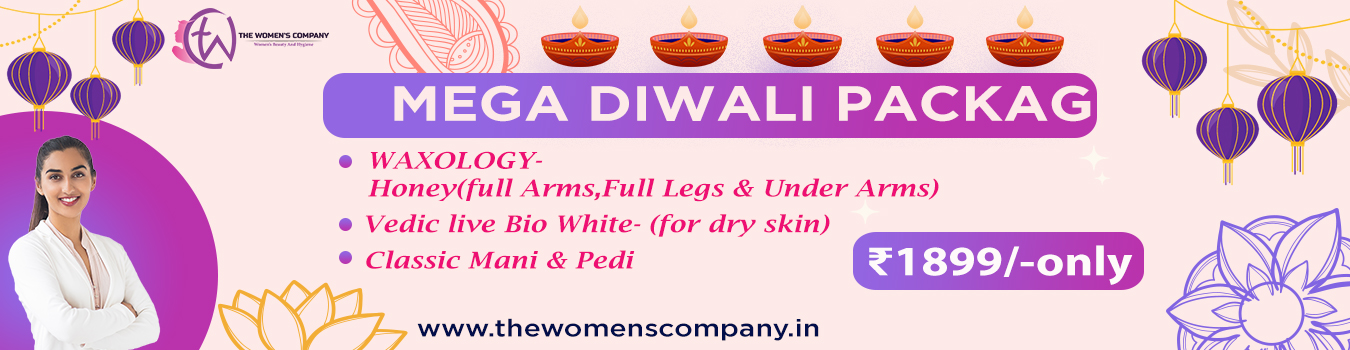 tw
THE WOMEN'S COMPANY
Women's Beauty And Hygiene
MEGA DIWALI PACKAG
WAXOLOGY-
Honey(full Arms,Full Legs & Under Arms)
Vedic live Bio White- (for dry skin)
Classic Mani & Pedi
₹1899/-only
www.thewomenscompany.in